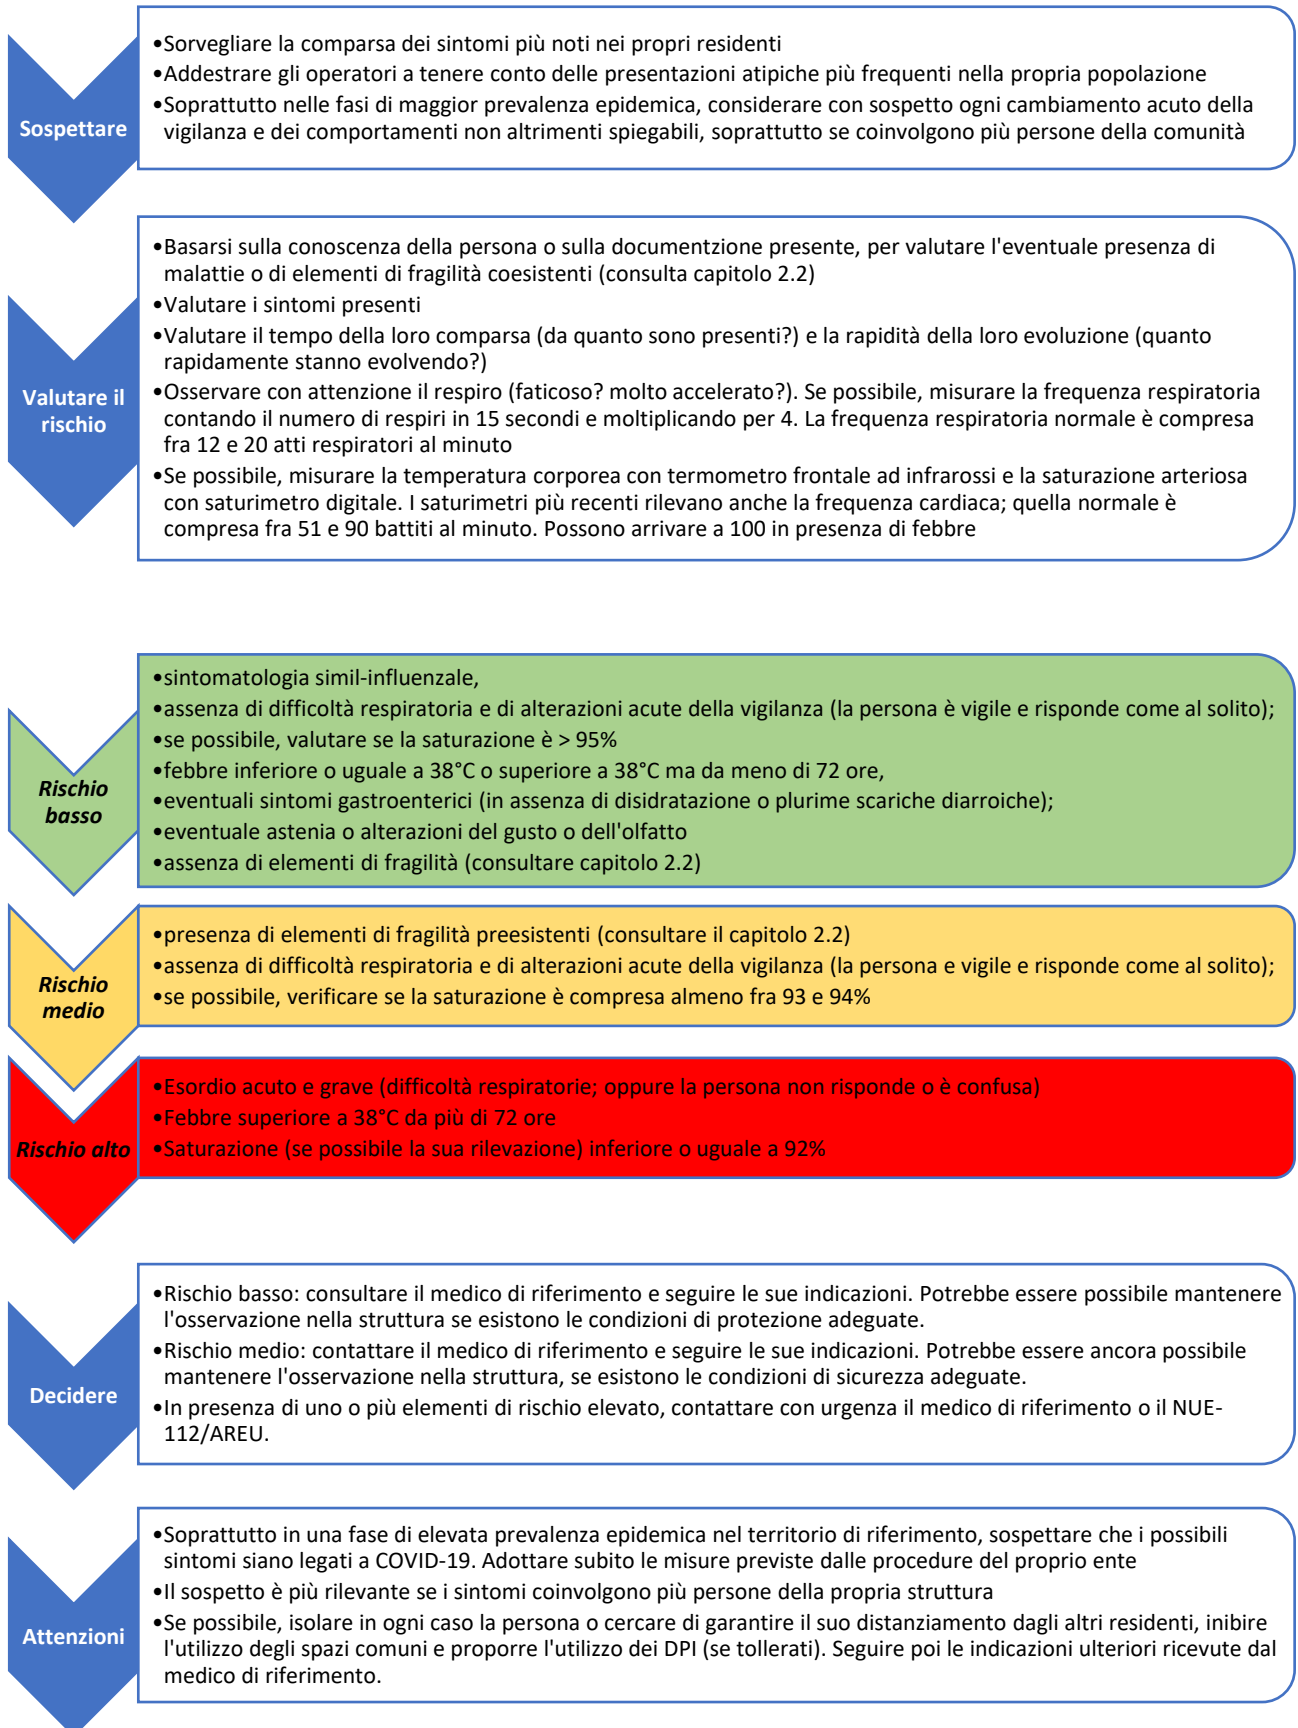 Sospettare
•Sorvegliare la comparsa dei sintomi più noti nei propri residenti
•Addestrare gli operatori a tenere conto delle presentazioni atipiche più frequenti nella propria popolazione
•Soprattutto nelle fasi di maggior prevalenza epidemica, considerare con sospetto ogni cambiamento acuto della
vigilanza e dei comportamenti non altrimenti spiegabili, soprattutto se coinvolgono più persone della comunità
Valutare il
rischio
•Basarsi sulla conoscenza della persona o sulla documentzione presente, per valutare l'eventuale presenza di
malattie o di elementi di fragilità coesistenti (consulta capitolo 2.2)
•Valutare i sintomi presenti
•Valutare il tempo della loro comparsa (da quanto sono presenti?) e la rapidità della loro evoluzione (quanto
rapidamente stanno evolvendo?)
•Osservare con attenzione il respiro (faticoso? molto accelerato?). Se possibile, misurare la frequenza respiratoria
contando il numero di respiri in 15 secondi e moltiplicando per 4. La frequenza respiratoria normale è compresa
fra 12 e 20 atti respiratori al minuto
•Se possibile, misurare la temperatura corporea con termometro frontale ad infrarossi e la saturazione arteriosa
con saturimetro digitale. I saturimetri più recenti rilevano anche la frequenza cardiaca; quella normale è
compresa fra 51 e 90 battiti al minuto. Possono arrivare a 100 in presenza di febbre
Rischio
basso
•sintomatologia simil-influenzale,
•assenza di difficoltà respiratoria e di alterazioni acute della vigilanza (la persona è vigile e risponde come al solito);
•se possibile, valutare se la saturazione è > 95%
•febbre inferiore o uguale a 38°C o superiore a 38°C ma da meno di 72 ore,
•eventuali sintomi gastroenterici (in assenza di disidratazione o plurime scariche diarroiche);
•eventuale astenia o alterazioni del gusto o dell'olfatto
•assenza di elementi di fragilità (consultare capitolo 2.2)
Rischio
medio
•presenza di elementi di fragilità preesistenti (consultare il capitolo 2.2)
•assenza di difficoltà respiratoria e di alterazioni acute della vigilanza (la persona e vigile e risponde come al solito);
•se possibile, verificare se la saturazione è compresa almeno fra 93 e 94%
Rischio alto
•Esordio acuto e grave (difficoltà respiratorie; oppure la persona non risponde o è confusa)
•Febbre superiore a 38°C da più di 72 ore
•Saturazione (se possibile la sua rilevazione) inferiore o uguale a 92%
Decidere
•Rischio basso: consultare il medico di riferimento e seguire le sue indicazioni. Potrebbe essere possibile mantenere
l'osservazione nella struttura se esistono le condizioni di protezione adeguate.
•Rischio medio: contattare il medico di riferimento e seguire le sue indicazioni. Potrebbe essere ancora possibile
mantenere l'osservazione nella struttura, se esistono le condizioni di sicurezza adeguate.
•In presenza di uno o più elementi di rischio elevato, contattare con urgenza il medico di riferimento o il NUE-
112/AREU.
Attenzioni
•Soprattutto in una fase di elevata prevalenza epidemica nel territorio di riferimento, sospettare che i possibili
sintomi siano legati a COVID-19. Adottare subito le misure previste dalle procedure del proprio ente
•Il sospetto è più rilevante se i sintomi coinvolgono più persone della propria struttura
•Se possibile, isolare in ogni caso la persona o cercare di garantire il suo distanziamento dagli altri residenti, inibire
l'utilizzo degli spazi comuni e proporre l'utilizzo dei DPI (se tollerati). Seguire poi le indicazioni ulteriori ricevute dal
medico di riferimento.